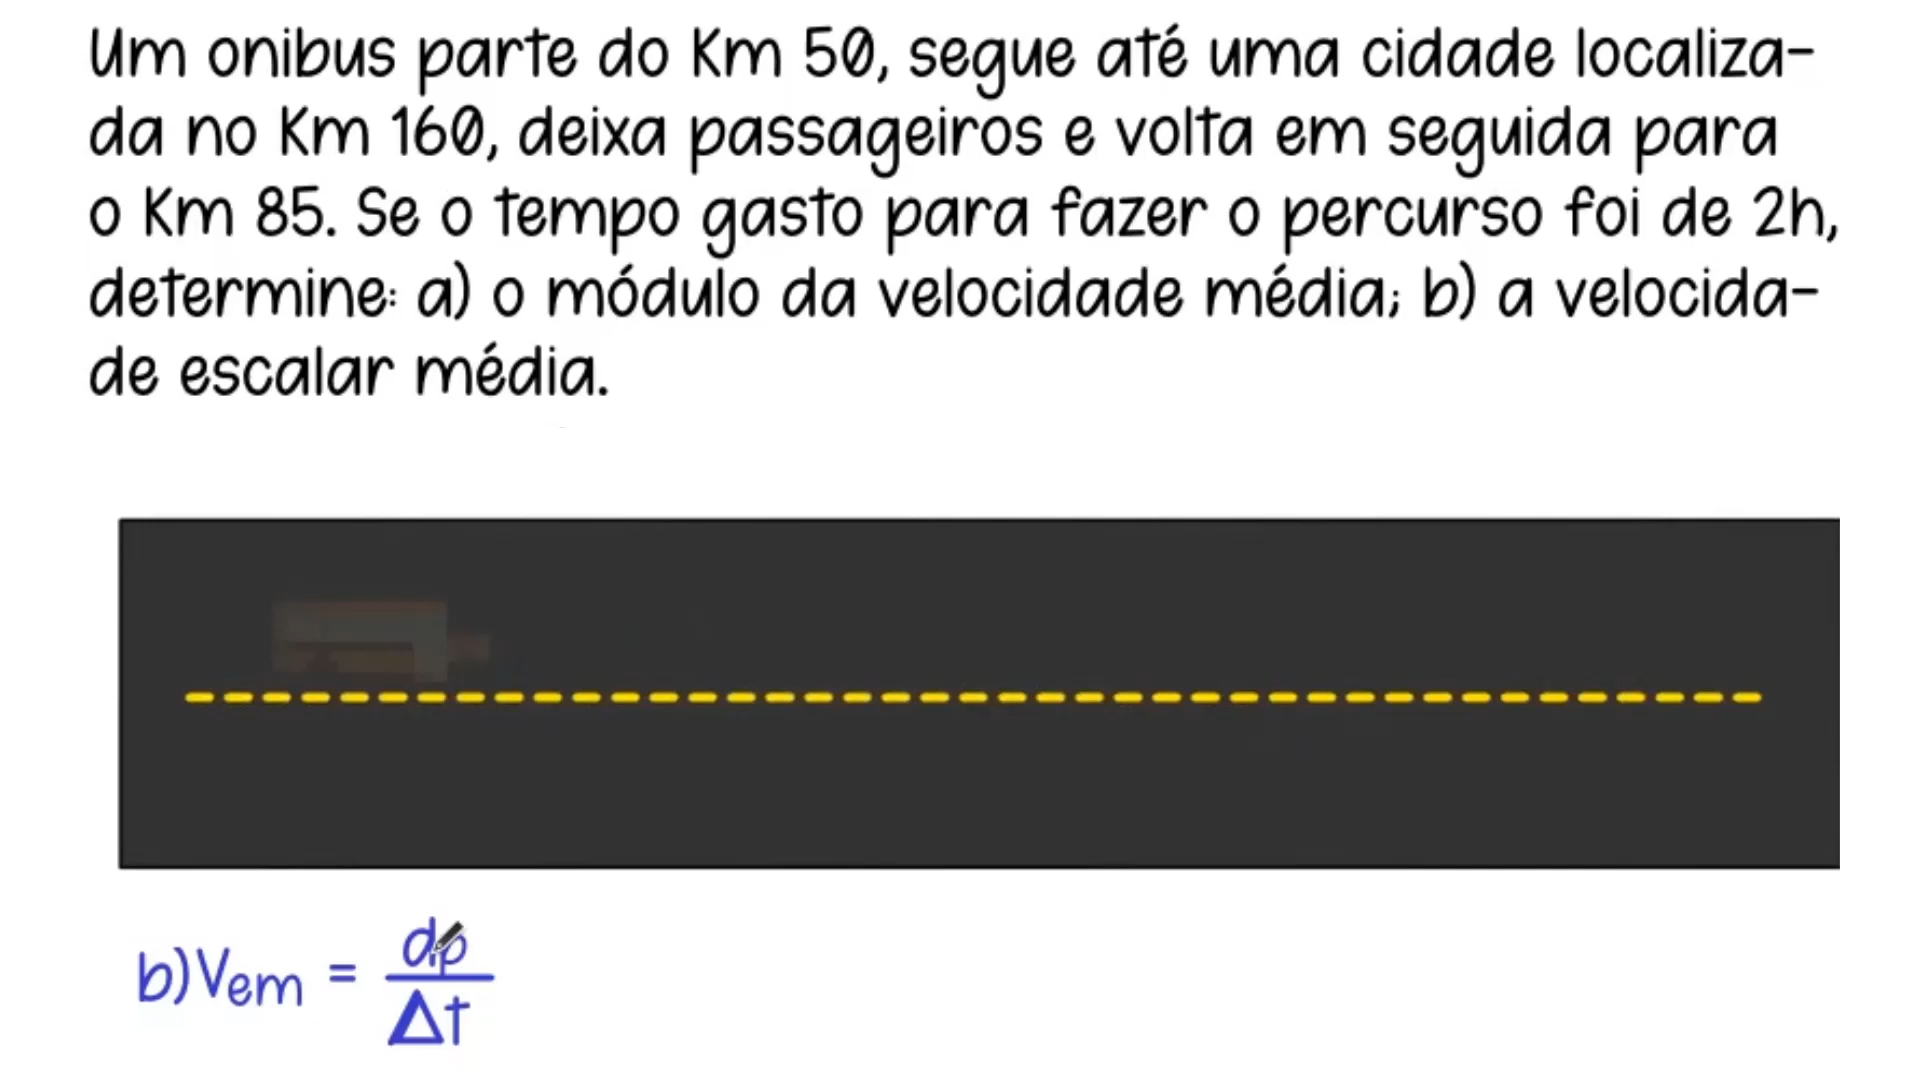 Um onibus parte do Km 50, segue até uma cidade localiza-
da no Km 160, deixa passageiros e volta em seguida para
o Km 85. Se o tempo gasto para fazer o percurso foi de 2h,
determine: a) o módulo da velocidade média; b) a velocida-
de escalar média.
b) Vem = dp
Δt